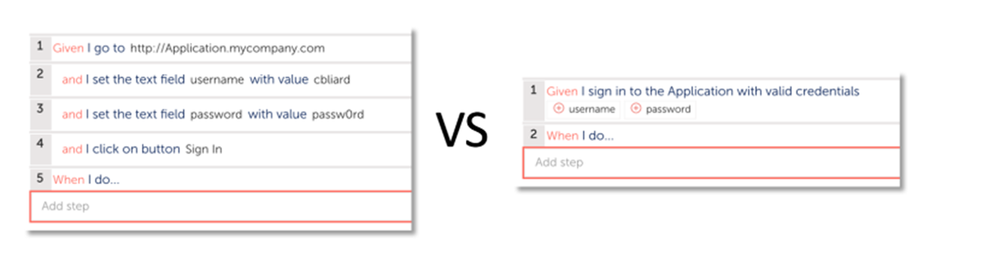 1 Given I go to http://Application.mycompany.com
2 and I set the text field username with value cbliard
3 and I set the text field password with value passw0rd
4 and I click on button Sign In
5 When I do...
Add step
VS
1 Given I sign in to the Application with valid credentials
username password
2 When I do...
Add step